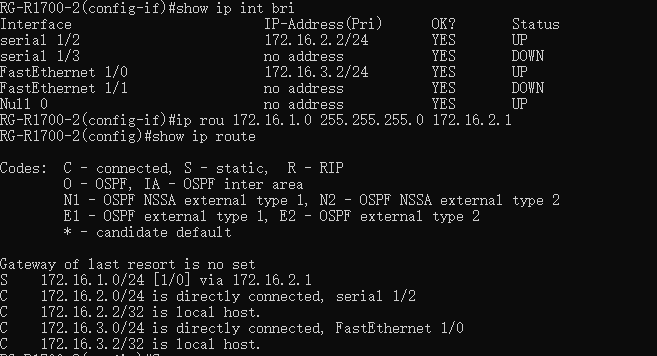 RG-R1700-2(config-if)#show ip int bri
Interface IP-Address(Pri) OK? Status
serial 1/2 172.16.2.2/24 YES UP
serial 1/3 no address YES DOWN
FastEthernet 1/0 172.16.3.2/24 YES UP
FastEthernet 1/1 no address YES DOWN
Null 0 no address YES UP
RG-R1700-2(config-if)#ip rou 172.16.1.0 255.255.255.0 172.16.2.1
RG-R1700-2(config)#show ip route
Codes: C - connected, S - static, R - RIP
O - OSPF, IA - OSPF inter area
N1 - OSPF NSSA external type 1, N2 - OSPF NSSA external type 2
E1 - OSPF external type 1, E2 - OSPF external type 2
* - candidate default
Gateway of last resort is no set
S 172.16.1.0/24 [1/0] via 172.16.2.1
C 172.16.2.0/24 is directly connected, serial 1/2
C 172.16.2.2/32 is local host.
C 172.16.3.0/24 is directly connected, FastEthernet 1/0
C 172.16.3.2/32 is local host.